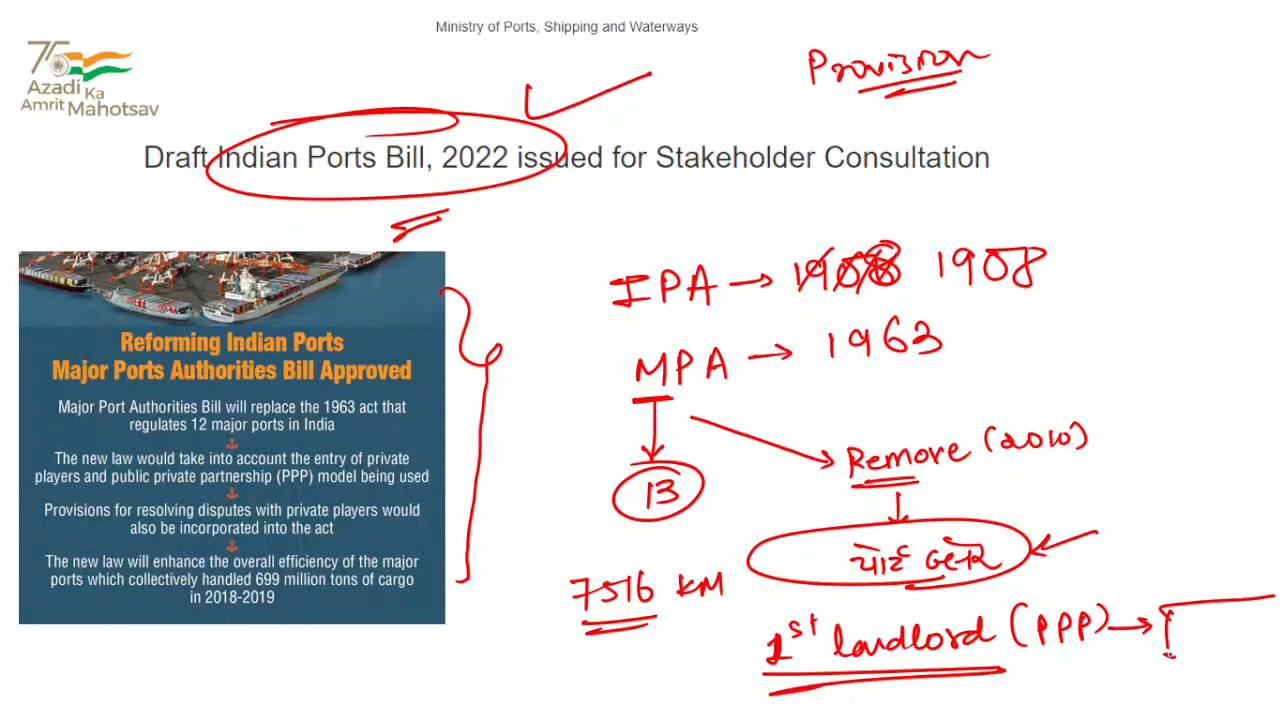 Ministry of Ports, Shipping and Waterways
Provision
75
Azadi
Ka
Amrit Mahotsav
Draft Indian Ports Bill, 2022 issued for Stakeholder Consultation
IPA → 1908 1908
MPA → 1963
Reforming Indian Ports
Major Ports Authorities Bill Approved
Major Port Authorities Bill will replace the 1963 act that
regulates 12 major ports in India
The new law would take into account the entry of private
players and public private partnership (PPP) model being used
Provisions for resolving disputes with private players would
also be incorporated into the act
The new law will enhance the overall efficiency of the major
ports which collectively handled 699 million tons of cargo
in 2018-2019
Remove (2010)
13
7516 KM
1st landlord (PPP) →